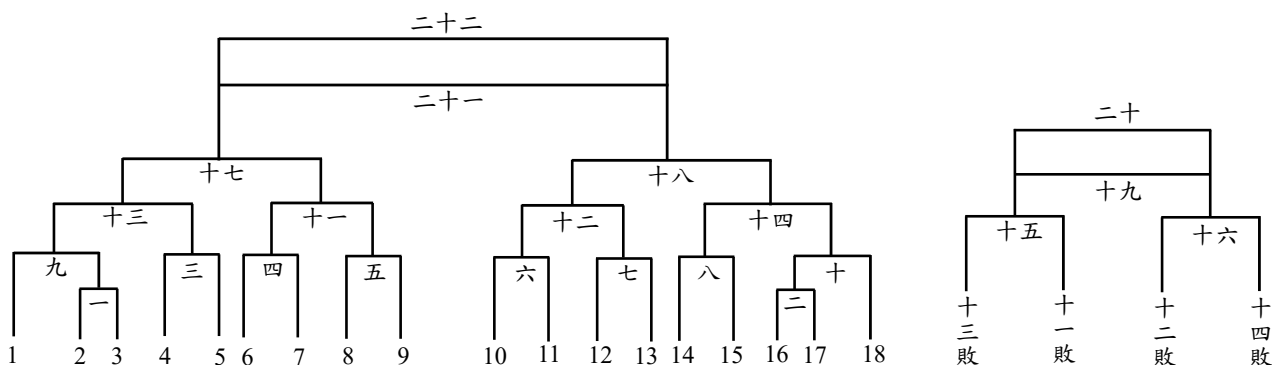 二十二
二十一
二十
十七
十八
十九
十三
十一
十二
十四
十五
十六
九
三
四
五
六
七
八
十
一
二
十三敗
十一敗
十二敗
十四敗
1 2 3 4 5 6 7 8 9 10 11 12 13 14 15 16 17 18